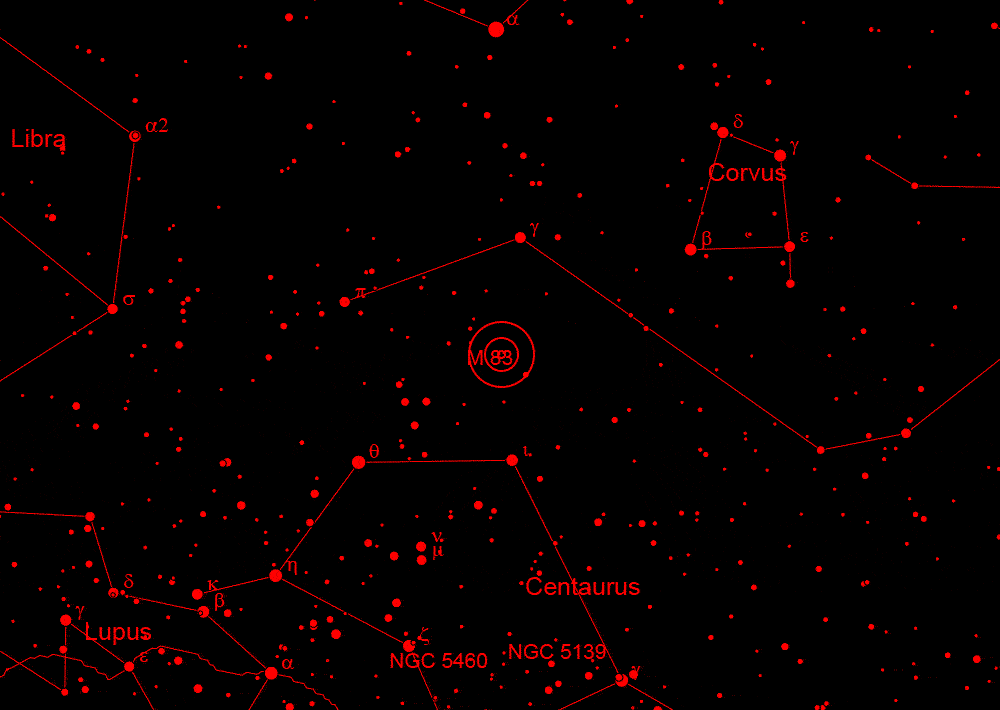 α
α2
δ
Libra
γ
Corvus
γ
β
ε
π
σ
M 83
θ
ι
ν
μ
η
δ
κ
Centaurus
β
γ
Lupus
ζ
NGC 5139
ε
α
NGC 5460
γ